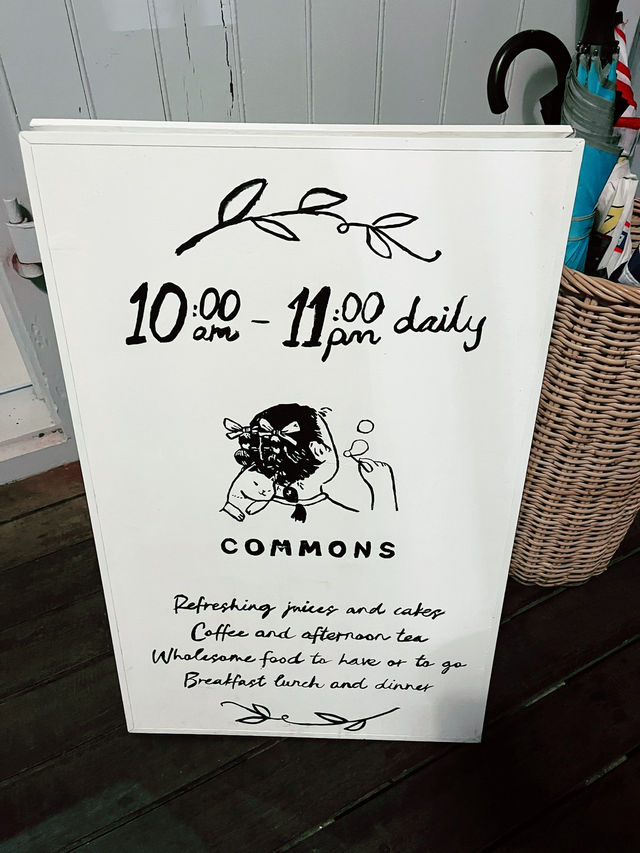 10:00 am – 11:00 pm daily
COMMONS
Refreshing juices and cakes
Coffee and afternoon tea
Wholesome food to have or to go
Breakfast lunch and dinner